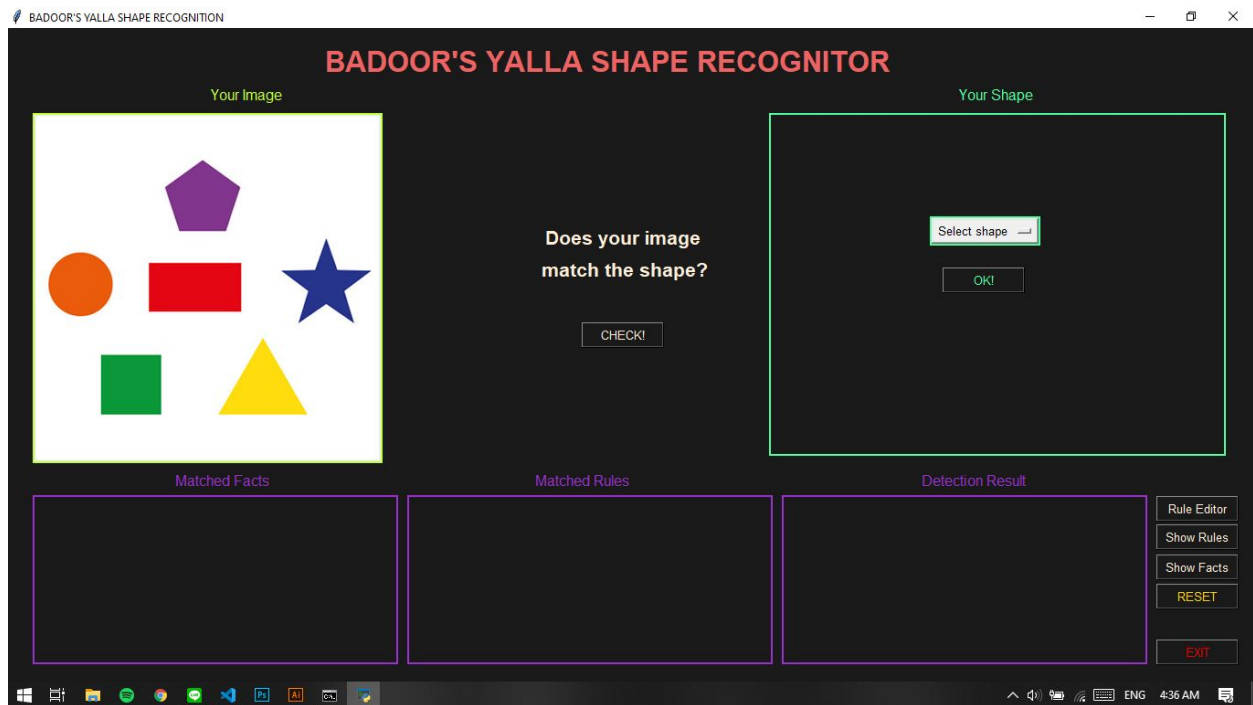 BADOOR'S YALLA SHAPE RECOGNITION
BADOOR'S YALLA SHAPE RECOGNITOR
Your Image
Your Shape
Does your image
match the shape?
CHECK!
Select shape
OK!
Matched Facts
Matched Rules
Detection Result
Rule Editor
Show Rules
Show Facts
RESET
EXIT
Ps
Ai
ENG
4:36 AM